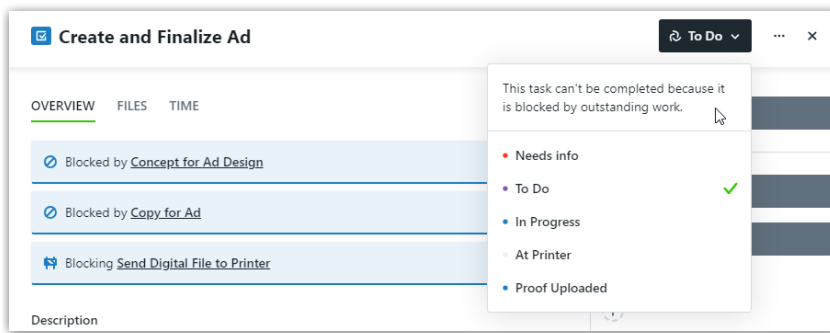 Create and Finalize Ad
To Do
This task can't be completed because it
is blocked by outstanding work.
OVERVIEW FILES TIME
Blocked by Concept for Ad Design
Blocked by Copy for Ad
Blocking Send Digital File to Printer
Description
Needs info
To Do
In Progress
At Printer
Proof Uploaded